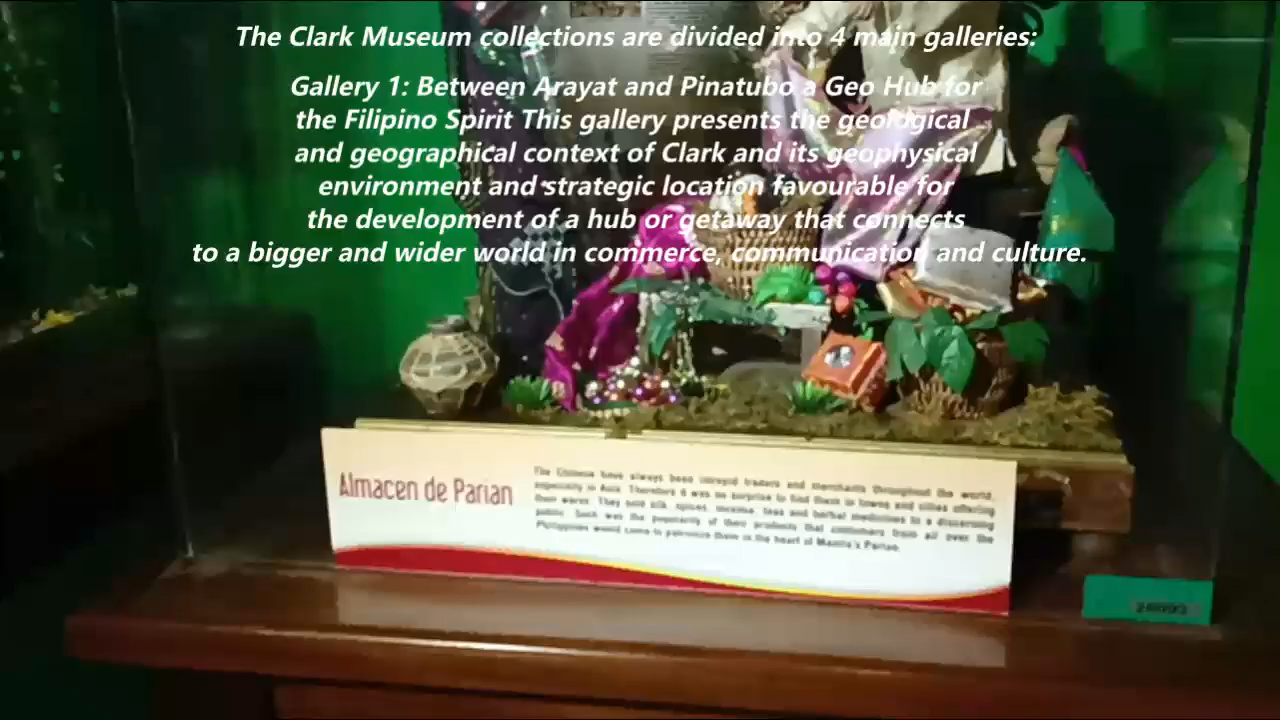 The Clark Museum collections are divided into 4 main galleries:
Gallery 1: Between Arayat and Pinatubo a Geo Hub for
the Filipino Spirit This gallery presents the geological
and geographical context of Clark and its geophysical
environment and strategic location favourable for
the development of a hub or getaway that connects
to a bigger and wider world in commerce, communication and culture.
Almacen de Parian
The Chinese have always been intrepid traders and merchants throughout the world,
especially in Asia. Therefore it was no surprise to find them in towns and cities offering
their wares. They sold silk, spices, incense, teas and herbal medicines to a discerning
public. Such was the popularity of their products that customers from all over the
Philippines would come to patronize them in the heart of Manila's Parian.